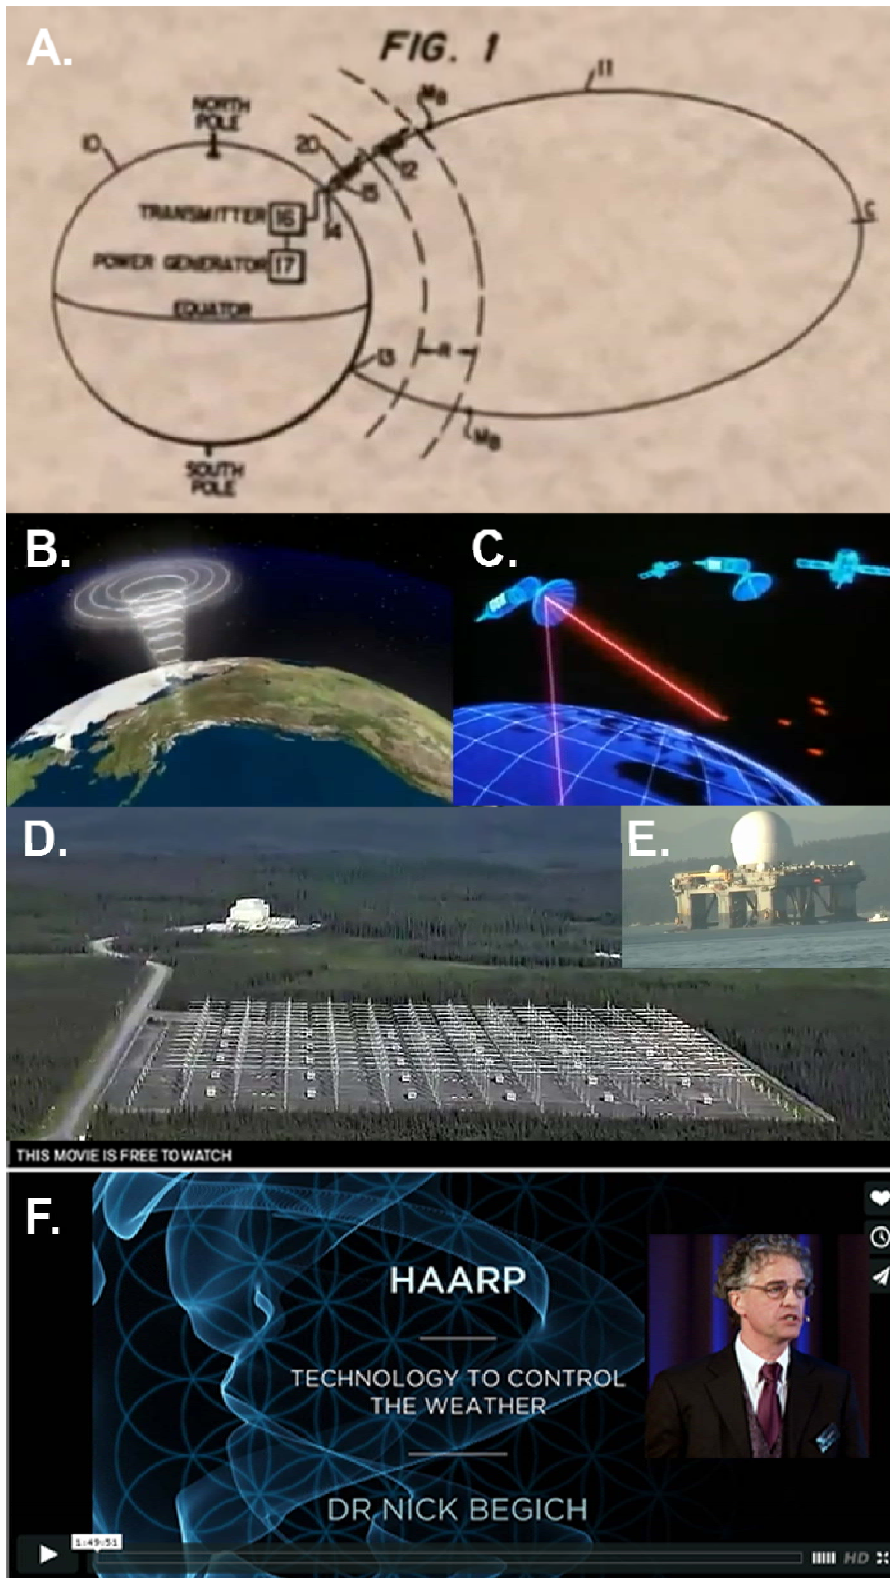 A.
FIG. 1
11
MB
NORTH
POLE
10
20
12
15
C
TRANSMITTER 16
14
POWER GENERATOR 17
EQUATOR
R
13
MB
SOUTH
POLE
B.
C.
D.
E.
THIS MOVIE IS FREE TO WATCH
F.
HAARP
TECHNOLOGY TO CONTROL
THE WEATHER
DR NICK BEGICH
1:49:51
HD